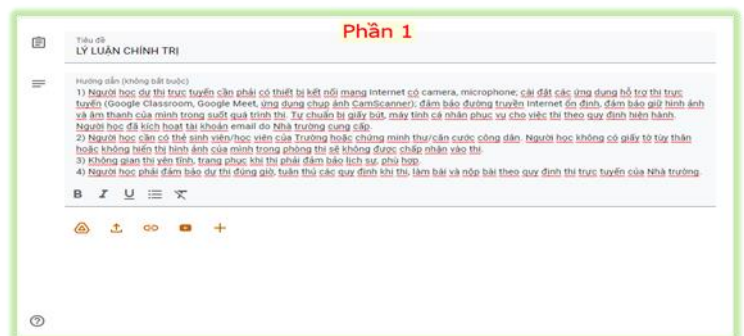 Phần 1
Tiêu đề
LÝ LUẬN CHÍNH TRỊ
Hướng dẫn (không bắt buộc)
1) Người học dự thi trực tuyến cần phải có thiết bị kết nối mạng Internet có camera, microphone; cài đặt các ứng dụng hỗ trợ thi trực
tuyến (Google Classroom, Google Meet, ứng dụng chụp ảnh CamScanner); đảm bảo đường truyền Internet ổn định, đảm bảo giữ hình ảnh
và âm thanh của mình trong suốt quá trình thi. Tự chuẩn bị giấy bút, máy tính cá nhân phục vụ cho việc thi theo quy định hiện hành.
Người học đã kích hoạt tài khoản email do Nhà trường cung cấp.
2) Người học cần có thẻ sinh viên/học viên của Trường hoặc chứng minh thư/căn cước công dân. Người học không có giấy tờ tùy thân
hoặc không hiển thị hình ảnh của mình trong phòng thi sẽ không được chấp nhận vào thi.
3) Không gian thi yên tĩnh, trang phục khi thi phải đảm bảo lịch sự, phù hợp.
4) Người học phải đảm bảo dự thi đúng giờ, tuân thủ các quy định khi thi, làm bài và nộp bài theo quy định thi trực tuyến của Nhà trường.
B I U